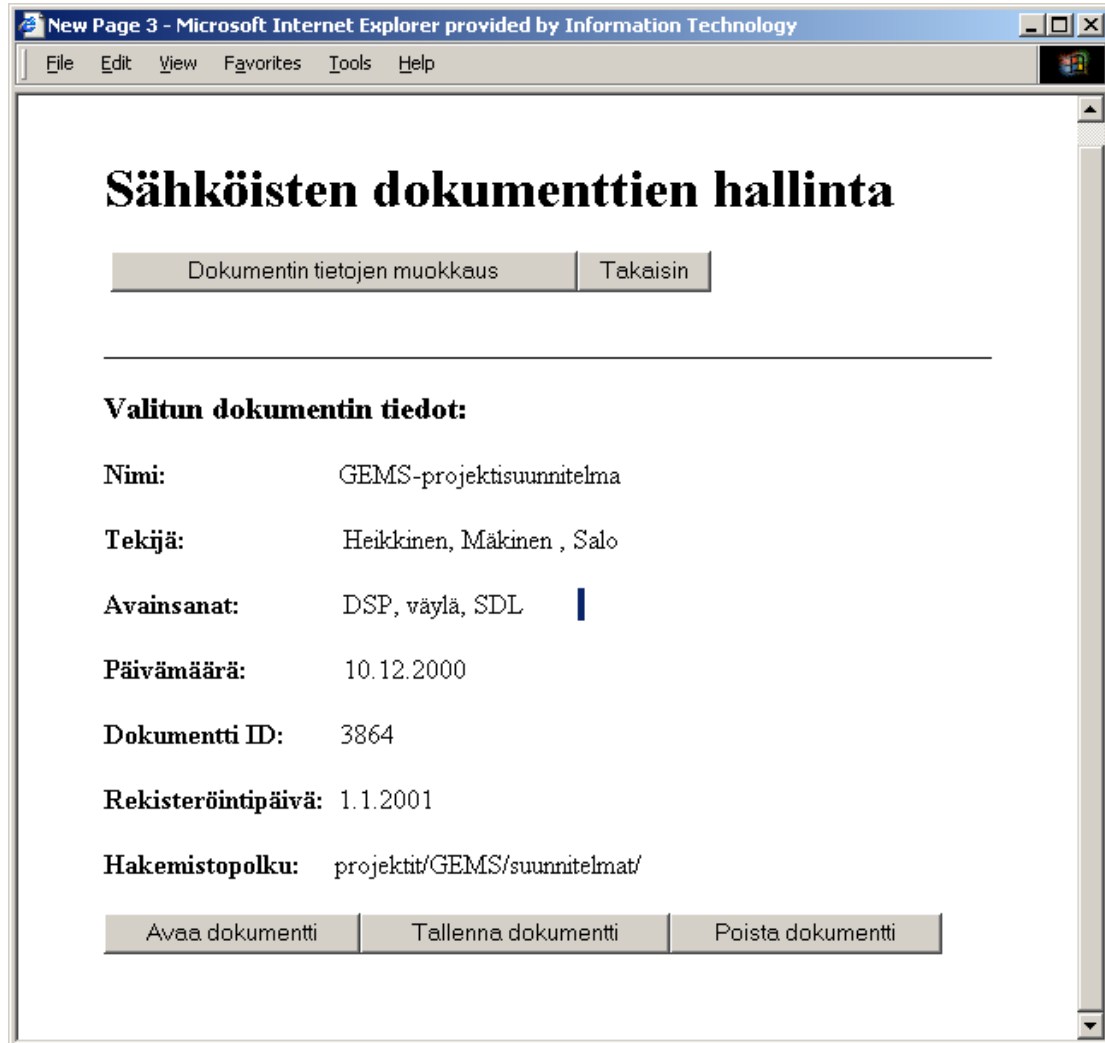 New Page 3 - Microsoft Internet Explorer provided by Information Technology
File Edit View Favorites Tools Help
Sähköisten dokumenttien hallinta
Dokumentin tietojen muokkaus Takaisin
Valitun dokumentin tiedot:
Nimi: GEMS-projektisuunnitelma
Tekijä: Heikkinen, Mäkinen , Salo
Avainsanat: DSP, väylä, SDL
Päivämäärä: 10.12.2000
Dokumentti ID: 3864
Rekisteröintipäivä: 1.1.2001
Hakemistopolku: projektit/GEMS/suunnitelmat/
Avaa dokumentti Tallenna dokumentti Poista dokumentti